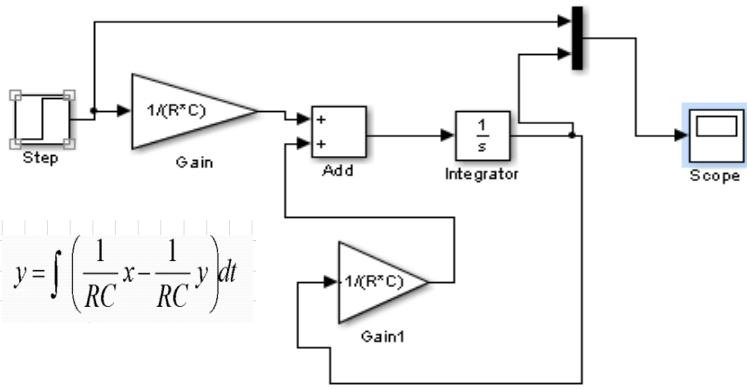 1/(R*C)
Step
Gain
+
+
Add
1
s
Integrator
Scope
-1/(R*C)
Gain1
y = ∫ ( 1/RC x − 1/RC y ) dt